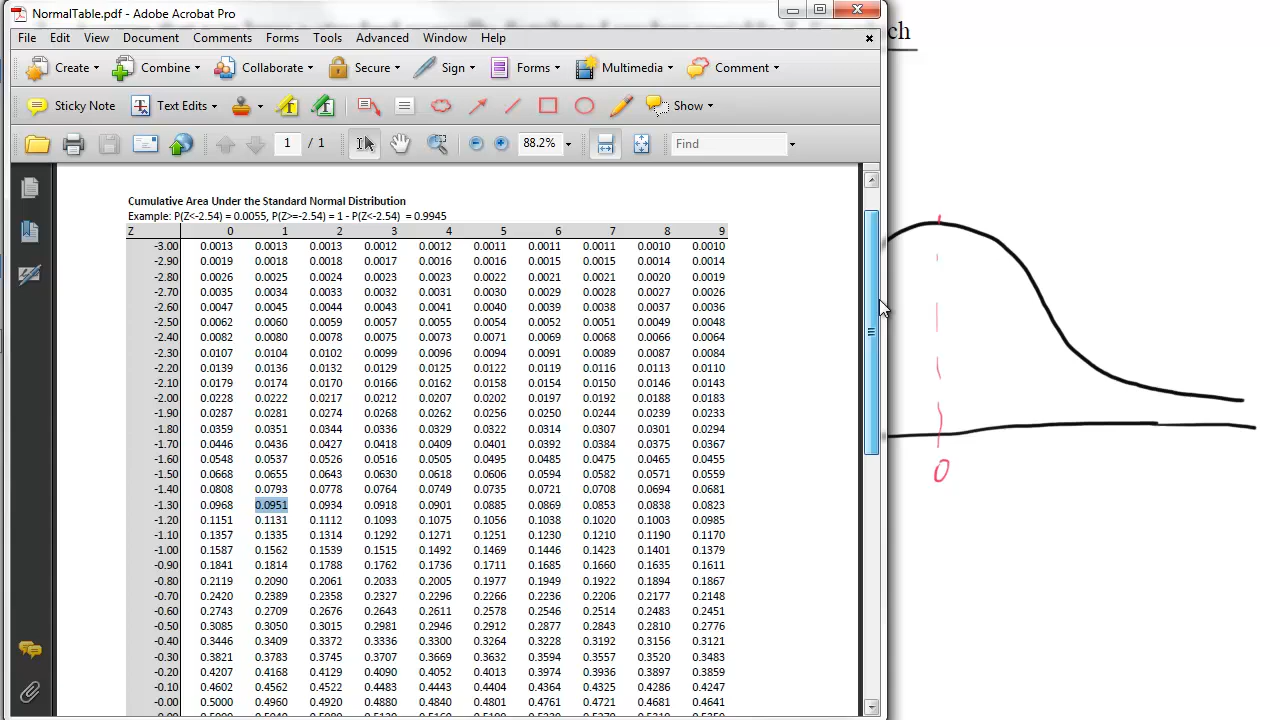 NormalTable.pdf - Adobe Acrobat Pro
ch
File Edit View Document Comments Forms Tools Advanced Window Help
Create Combine Collaborate Secure Sign Forms Multimedia Comment
Sticky Note Text Edits Show
1 / 1 88.2% Find
Cumulative Area Under the Standard Normal Distribution
Example: P(Z<-2.54) = 0.0055, P(Z>=-2.54) = 1 - P(Z<-2.54) = 0.9945
Z 0 1 2 3 4 5 6 7 8 9
-3.00 0.0013 0.0013 0.0013 0.0012 0.0012 0.0011 0.0011 0.0011 0.0010 0.0010
-2.90 0.0019 0.0018 0.0018 0.0017 0.0016 0.0016 0.0015 0.0015 0.0014 0.0014
-2.80 0.0026 0.0025 0.0024 0.0023 0.0023 0.0022 0.0021 0.0021 0.0020 0.0019
-2.70 0.0035 0.0034 0.0033 0.0032 0.0031 0.0030 0.0029 0.0028 0.0027 0.0026
-2.60 0.0047 0.0045 0.0044 0.0043 0.0041 0.0040 0.0039 0.0038 0.0037 0.0036
-2.50 0.0062 0.0060 0.0059 0.0057 0.0055 0.0054 0.0052 0.0051 0.0049 0.0048
-2.40 0.0082 0.0080 0.0078 0.0075 0.0073 0.0071 0.0069 0.0068 0.0066 0.0064
-2.30 0.0107 0.0104 0.0102 0.0099 0.0096 0.0094 0.0091 0.0089 0.0087 0.0084
-2.20 0.0139 0.0136 0.0132 0.0129 0.0125 0.0122 0.0119 0.0116 0.0113 0.0110
-2.10 0.0179 0.0174 0.0170 0.0166 0.0162 0.0158 0.0154 0.0150 0.0146 0.0143
-2.00 0.0228 0.0222 0.0217 0.0212 0.0207 0.0202 0.0197 0.0192 0.0188 0.0183
-1.90 0.0287 0.0281 0.0274 0.0268 0.0262 0.0256 0.0250 0.0244 0.0239 0.0233
-1.80 0.0359 0.0351 0.0344 0.0336 0.0329 0.0322 0.0314 0.0307 0.0301 0.0294
-1.70 0.0446 0.0436 0.0427 0.0418 0.0409 0.0401 0.0392 0.0384 0.0375 0.0367
-1.60 0.0548 0.0537 0.0526 0.0516 0.0505 0.0495 0.0485 0.0475 0.0465 0.0455
-1.50 0.0668 0.0655 0.0643 0.0630 0.0618 0.0606 0.0594 0.0582 0.0571 0.0559
-1.40 0.0808 0.0793 0.0778 0.0764 0.0749 0.0735 0.0721 0.0708 0.0694 0.0681
-1.30 0.0968 0.0951 0.0934 0.0918 0.0901 0.0885 0.0869 0.0853 0.0838 0.0823
-1.20 0.1151 0.1131 0.1112 0.1093 0.1075 0.1056 0.1038 0.1020 0.1003 0.0985
-1.10 0.1357 0.1335 0.1314 0.1292 0.1271 0.1251 0.1230 0.1210 0.1190 0.1170
-1.00 0.1587 0.1562 0.1539 0.1515 0.1492 0.1469 0.1446 0.1423 0.1401 0.1379
-0.90 0.1841 0.1814 0.1788 0.1762 0.1736 0.1711 0.1685 0.1660 0.1635 0.1611
-0.80 0.2119 0.2090 0.2061 0.2033 0.2005 0.1977 0.1949 0.1922 0.1894 0.1867
-0.70 0.2420 0.2389 0.2358 0.2327 0.2296 0.2266 0.2236 0.2206 0.2177 0.2148
-0.60 0.2743 0.2709 0.2676 0.2643 0.2611 0.2578 0.2546 0.2514 0.2483 0.2451
-0.50 0.3085 0.3050 0.3015 0.2981 0.2946 0.2912 0.2877 0.2843 0.2810 0.2776
-0.40 0.3446 0.3409 0.3372 0.3336 0.3300 0.3264 0.3228 0.3192 0.3156 0.3121
-0.30 0.3821 0.3783 0.3745 0.3707 0.3669 0.3632 0.3594 0.3557 0.3520 0.3483
-0.20 0.4207 0.4168 0.4129 0.4090 0.4052 0.4013 0.3974 0.3936 0.3897 0.3859
-0.10 0.4602 0.4562 0.4522 0.4483 0.4443 0.4404 0.4364 0.4325 0.4286 0.4247
-0.00 0.5000 0.4960 0.4920 0.4880 0.4840 0.4801 0.4761 0.4721 0.4681 0.4641
0